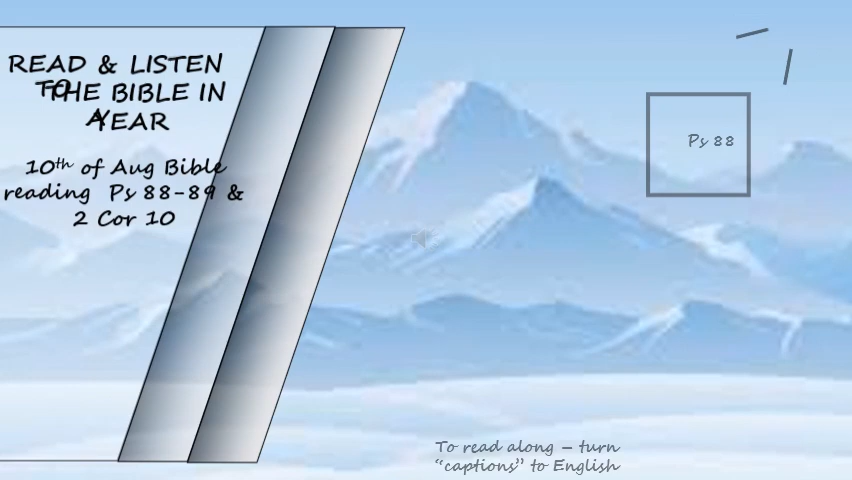 READ & LISTEN
TO THE BIBLE IN
A YEAR
10th of Aug Bible
reading Ps 88-89 &
2 Cor 10
Ps 88
To read along – turn
“captions” to English